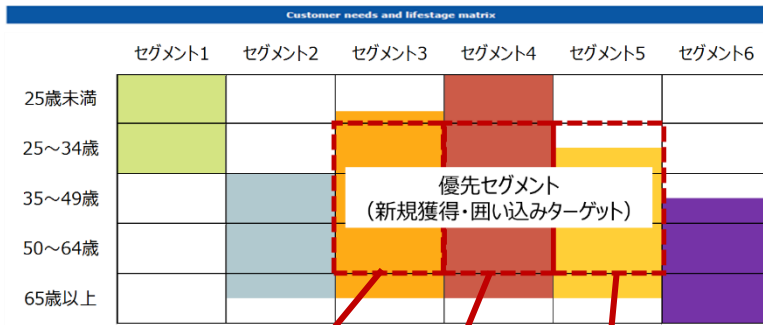 Customer needs and lifestage matrix
セグメント1 セグメント2 セグメント3 セグメント4 セグメント5 セグメント6
25歳未満
25～34歳
35～49歳
優先セグメント
（新規獲得・囲い込みターゲット）
50～64歳
65歳以上